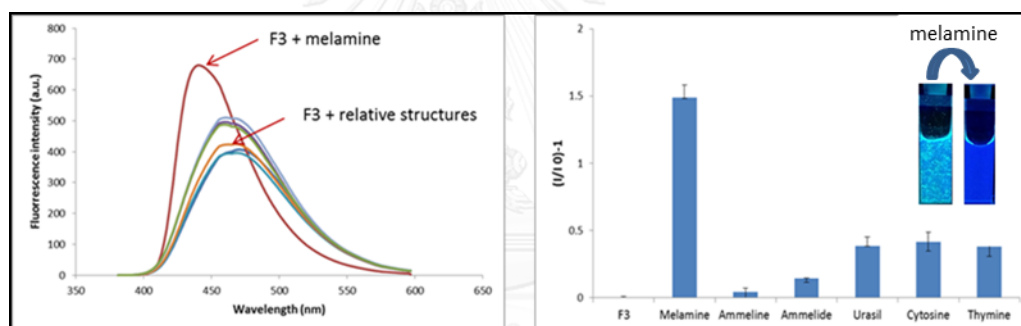 800
700
600
500
400
300
200
100
0
350 400 450 500 550 600 650
Fluorescence intensity (a.u.)
Wavelength (nm)
F3 + melamine
F3 + relative structures
2
1.5
1
0.5
0
(I/I 0)-1
F3 Melamine Ammeline Ammelide Urasil Cytosine Thymine
melamine